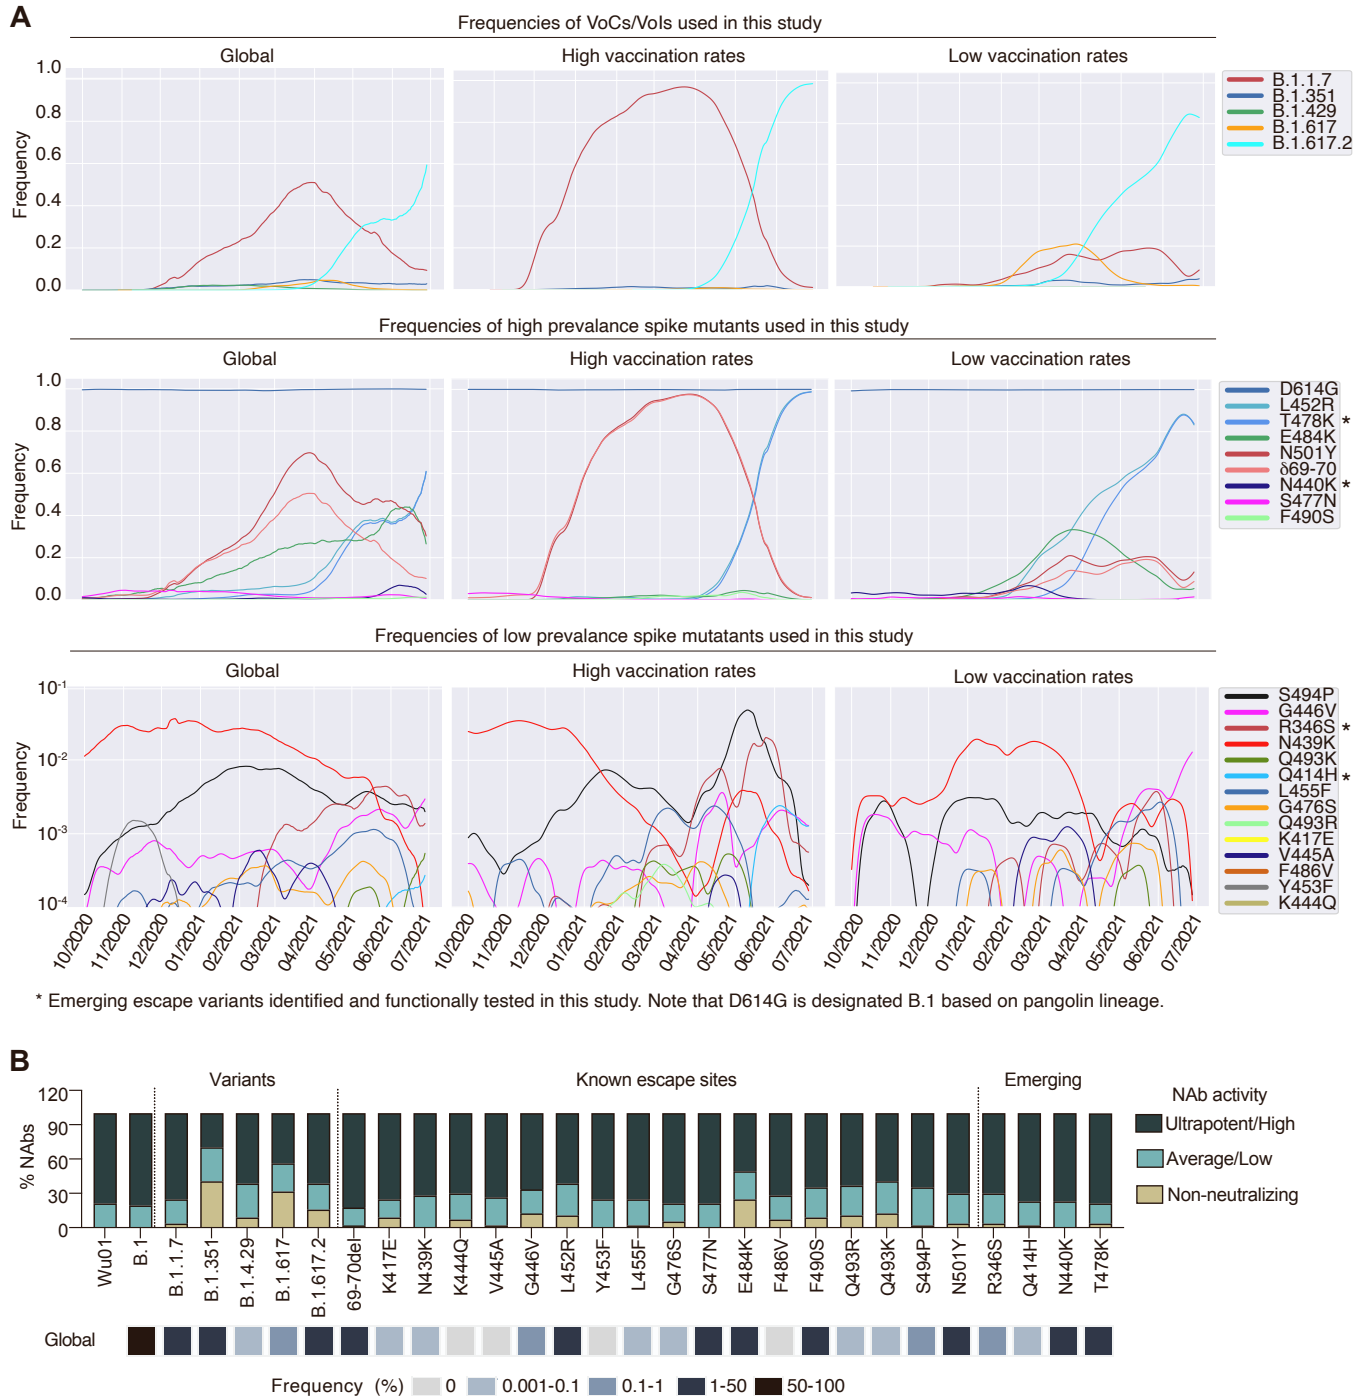 A
Frequencies of VoCs/VoIs used in this study
Global
High vaccination rates
Low vaccination rates
Frequency
1.0
0.8
0.6
0.4
0.2
0.0
B.1.1.7
B.1.351
B.1.429
B.1.617
B.1.617.2
Frequencies of high prevalance spike mutants used in this study
Global
High vaccination rates
Low vaccination rates
Frequency
1.0
0.8
0.6
0.4
0.2
0.0
D614G
L452R
T478K *
E484K
N501Y
δ69-70
N440K *
S477N
F490S
Frequencies of low prevalance spike mutatants used in this study
Global
High vaccination rates
Low vaccination rates
Frequency
10-1
10-2
10-3
10-4
S494P
G446V
R346S *
N439K
Q493K
Q414H *
L455F
G476S
Q493R
K417E
V445A
F486V
Y453F
K444Q
10/2020 11/2020 12/2020 01/2021 02/2021 03/2021 04/2021 05/2021 06/2021 07/2021
10/2020 11/2020 12/2020 01/2021 02/2021 03/2021 04/2021 05/2021 06/2021 07/2021
10/2020 11/2020 12/2020 01/2021 02/2021 03/2021 04/2021 05/2021 06/2021 07/2021
* Emerging escape variants identified and functionally tested in this study. Note that D614G is designated B.1 based on pangolin lineage.
B
Variants
Known escape sites
Emerging
% NAbs
120
90
60
30
0
NAb activity
Ultrapotent/High
Average/Low
Non-neutralizing
Wu01 B.1 B.1.1.7 B.1.351 B.1.4.29 B.1.617 B.1.617.2 69-70del K417E N439K K444Q V445A G446V L452R Y453F L455F G476S S477N E484K F486V F490S Q493R Q493K S494P N501Y R346S Q414H N440K T478K
Global
Frequency (%) 0 0.001-0.1 0.1-1 1-50 50-100